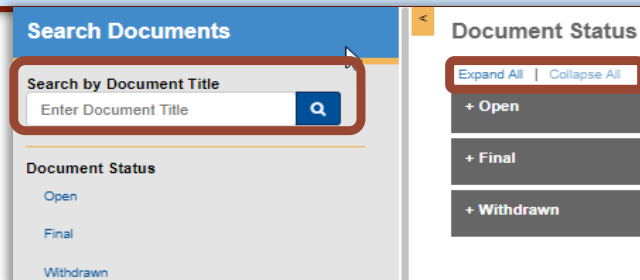 Search Documents
Search by Document Title
Enter Document Title
Document Status
Open
Final
Withdrawn
<
Document Status
Expand All | Collapse All
+ Open
+ Final
+ Withdrawn